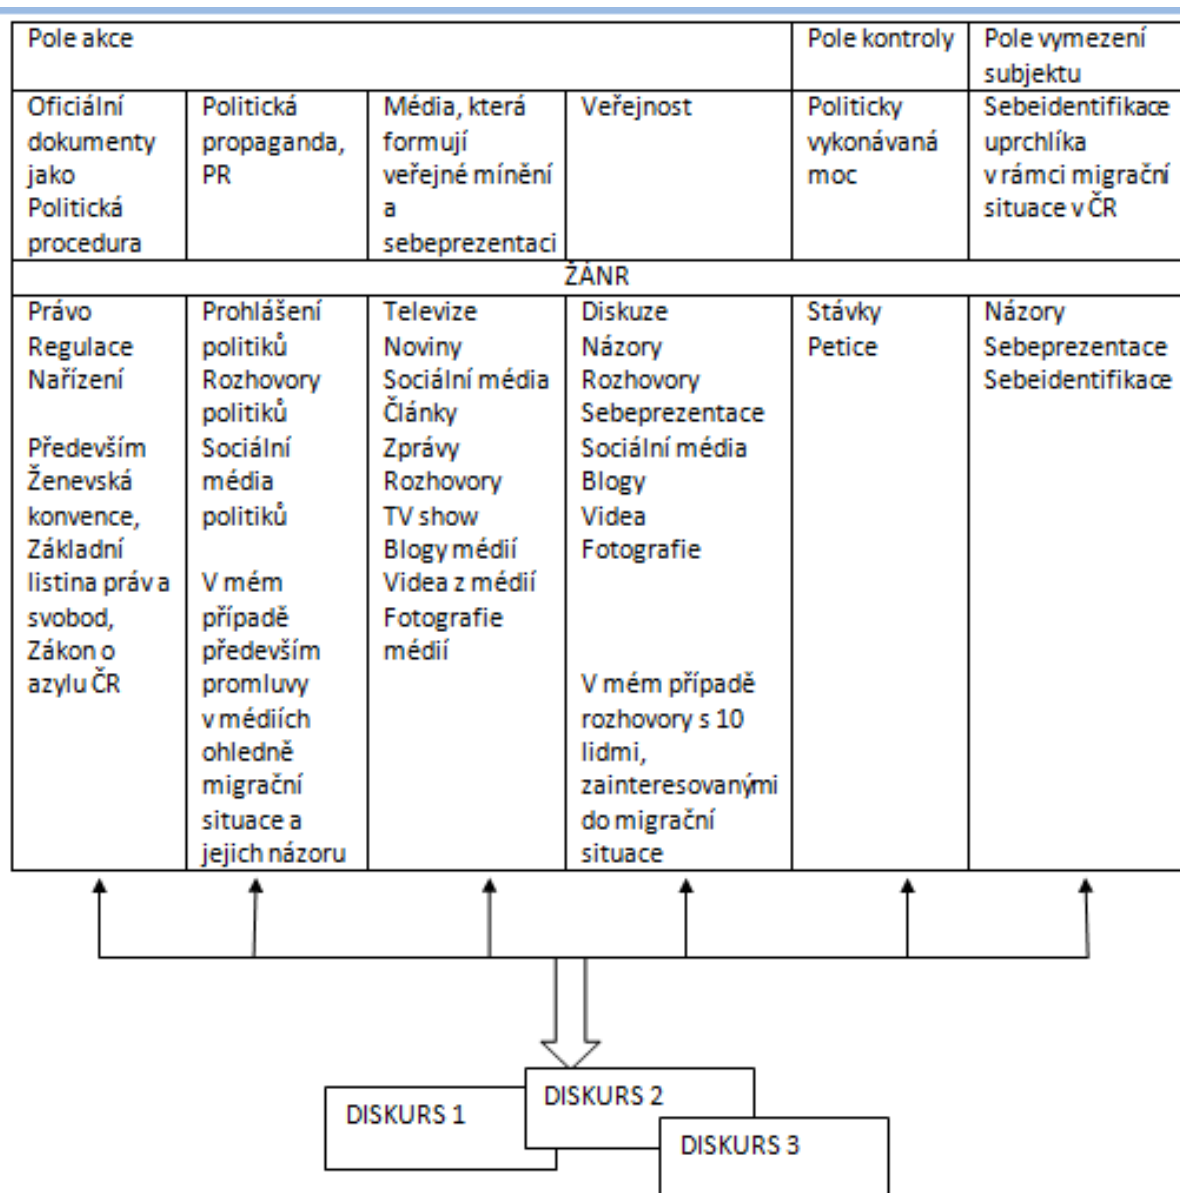 Pole akce
Pole kontroly
Pole vymezení
subjektu
Oficiální
dokumenty
jako
Politická
procedura
Politická
propaganda,
PR
Média, která
formují
veřejné mínění
a
sebeprezentaci
Veřejnost
Politicky
vykonávaná
moc
Sebeidentifikace
uprchlíka
v rámci migrační
situace v ČR
ŽÁNR
Právo
Regulace
Nařízení
Především
Ženevská
konvence,
Základní
listina práv a
svobod,
Zákon o
azylu ČR
Prohlášení
politiků
Rozhovory
politiků
Sociální
média
politiků
V mém
případě
především
promluvy
v médiích
ohledně
migrační
situace a
jejich názoru
Televize
Noviny
Sociální média
Články
Zprávy
Rozhovory
TV show
Blogy médií
Videa z médií
Fotografie
médií
Diskuze
Názory
Rozhovory
Sebeprezentace
Sociální média
Blogy
Videa
Fotografie
V mém případě
rozhovory s 10
lidmi,
zainteresovanými
do migrační
situace
Stávky
Petice
Názory
Sebeprezentace
Sebeidentifikace
DISKURS 1
DISKURS 2
DISKURS 3